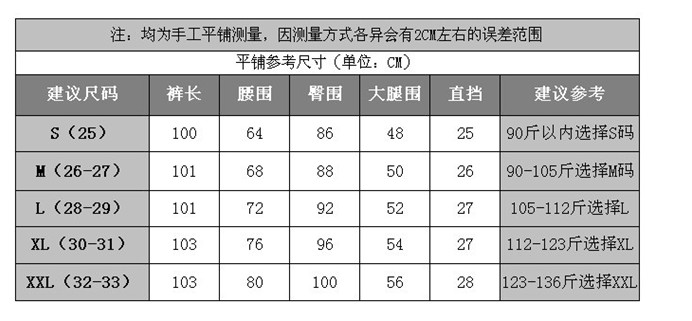 注：均为手工平铺测量，因测量方式各异会有2CM左右的误差范围
平铺参考尺寸（单位：CM）
建议尺码 裤长 腰围 臀围 大腿围 直挡 建议参考
S（25） 100 64 86 48 25 90斤以内选择S码
M（26-27） 101 68 88 50 26 90-105斤选择M码
L（28-29） 101 72 92 52 27 105-112斤选择L
XL（30-31） 103 76 96 54 27 112-123斤选择XL
XXL（32-33） 103 80 100 56 28 123-136斤选择XXL